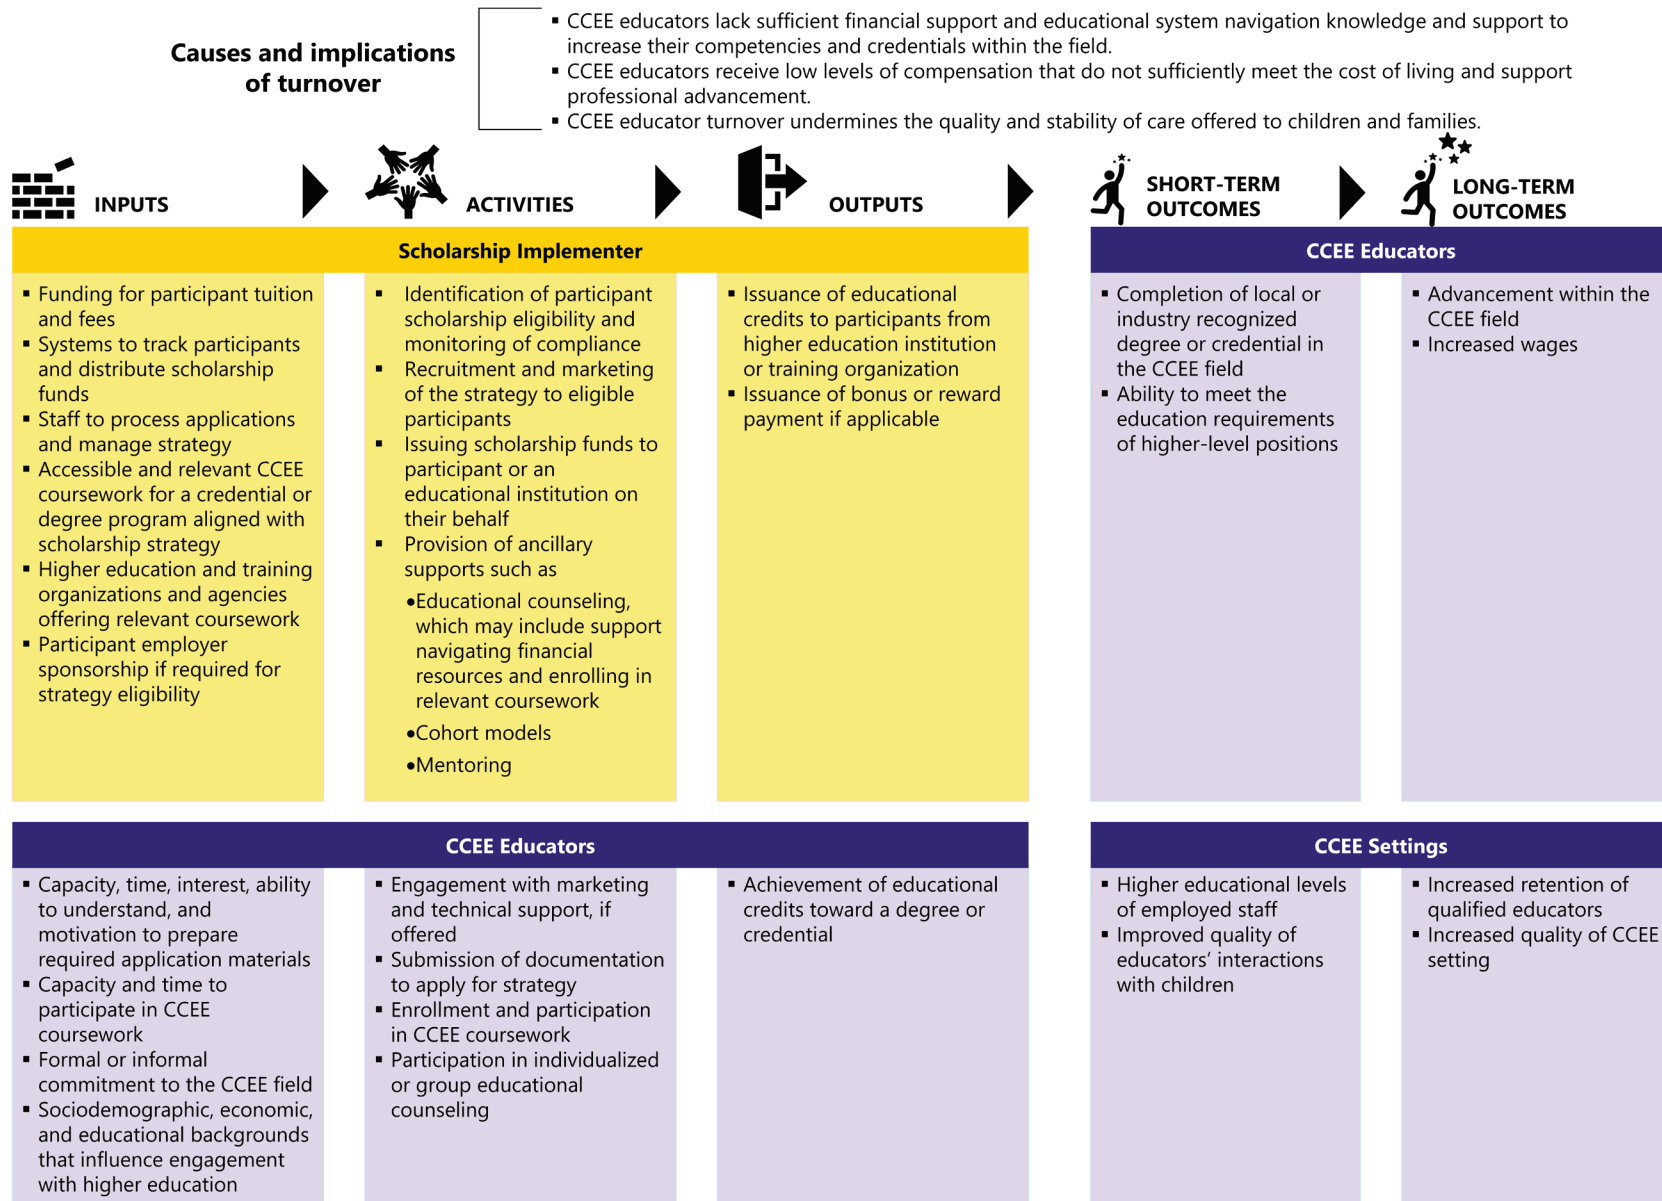 Causes and implications
of turnover
▪ CCEE educators lack sufficient financial support and educational system navigation knowledge and support to
increase their competencies and credentials within the field.
▪ CCEE educators receive low levels of compensation that do not sufficiently meet the cost of living and support
professional advancement.
▪ CCEE educator turnover undermines the quality and stability of care offered to children and families.
INPUTS
ACTIVITIES
OUTPUTS
SHORT-TERM
OUTCOMES
LONG-TERM
OUTCOMES
Scholarship Implementer
▪ Funding for participant tuition
and fees
▪ Systems to track participants
and distribute scholarship
funds
▪ Staff to process applications
and manage strategy
▪ Accessible and relevant CCEE
coursework for a credential or
degree program aligned with
scholarship strategy
▪ Higher education and training
organizations and agencies
offering relevant coursework
▪ Participant employer
sponsorship if required for
strategy eligibility
▪ Identification of participant
scholarship eligibility and
monitoring of compliance
▪ Recruitment and marketing
of the strategy to eligible
participants
▪ Issuing scholarship funds to
participant or an
educational institution on
their behalf
▪ Provision of ancillary
supports such as
•Educational counseling,
which may include support
navigating financial
resources and enrolling in
relevant coursework
•Cohort models
•Mentoring
▪ Issuance of educational
credits to participants from
higher education institution
or training organization
▪ Issuance of bonus or reward
payment if applicable
CCEE Educators
▪ Completion of local or
industry recognized
degree or credential in
the CCEE field
▪ Ability to meet the
education requirements
of higher-level positions
▪ Advancement within the
CCEE field
▪ Increased wages
CCEE Educators
▪ Capacity, time, interest, ability
to understand, and
motivation to prepare
required application materials
▪ Capacity and time to
participate in CCEE
coursework
▪ Formal or informal
commitment to the CCEE field
▪ Sociodemographic, economic,
and educational backgrounds
that influence engagement
with higher education
▪ Engagement with marketing
and technical support, if
offered
▪ Submission of documentation
to apply for strategy
▪ Enrollment and participation
in CCEE coursework
▪ Participation in individualized
or group educational
counseling
▪ Achievement of educational
credits toward a degree or
credential
CCEE Settings
▪ Higher educational levels
of employed staff
▪ Improved quality of
educators’ interactions
with children
▪ Increased retention of
qualified educators
▪ Increased quality of CCEE
setting